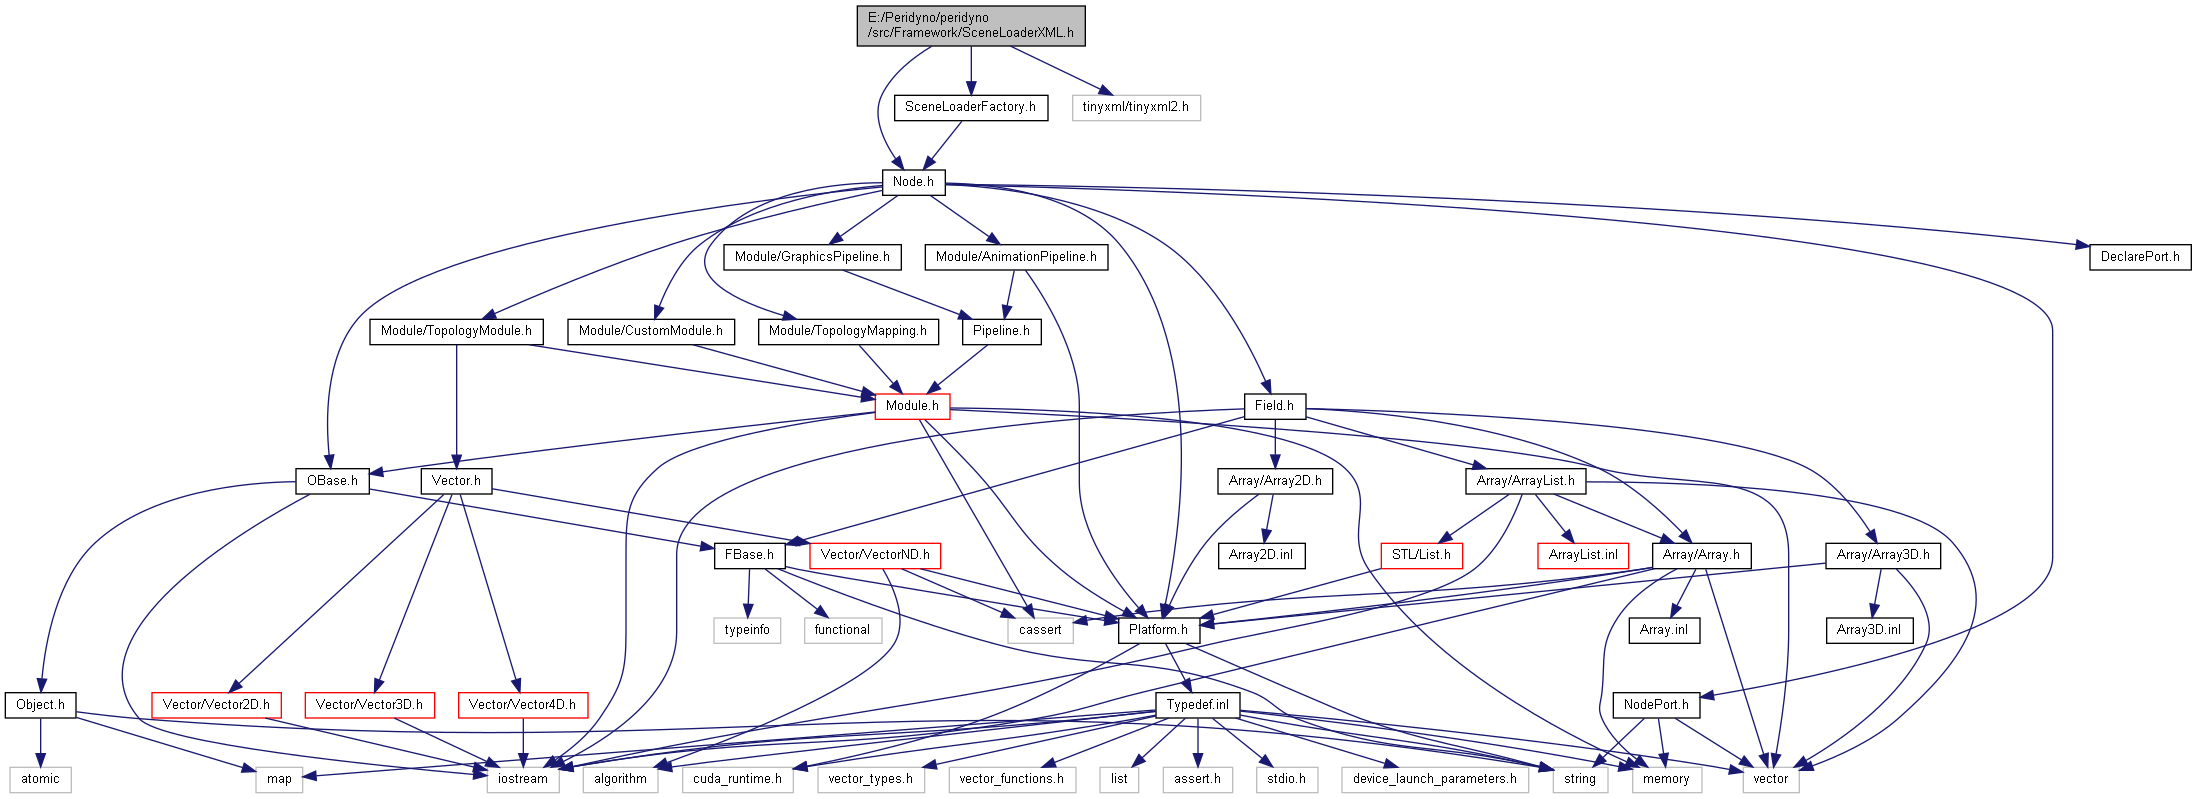 E:/Peridyno/peridyno
/src/Framework/SceneLoaderXML.h
SceneLoaderFactory.h
tinyxml/tinyxml2.h
Node.h
Module/GraphicsPipeline.h
Module/AnimationPipeline.h
DeclarePort.h
Module/TopologyModule.h
Module/CustomModule.h
Module/TopologyMapping.h
Pipeline.h
Module.h
Field.h
OBase.h
Vector.h
Array/Array2D.h
Array/ArrayList.h
FBase.h
Vector/VectorND.h
Array2D.inl
STL/List.h
ArrayList.inl
Array/Array.h
Array/Array3D.h
typeinfo
functional
cassert
Platform.h
Array.inl
Array3D.inl
Object.h
Vector/Vector2D.h
Vector/Vector3D.h
Vector/Vector4D.h
Typedef.inl
NodePort.h
atomic
map
iostream
algorithm
cuda_runtime.h
vector_types.h
vector_functions.h
list
assert.h
stdio.h
device_launch_parameters.h
string
memory
vector